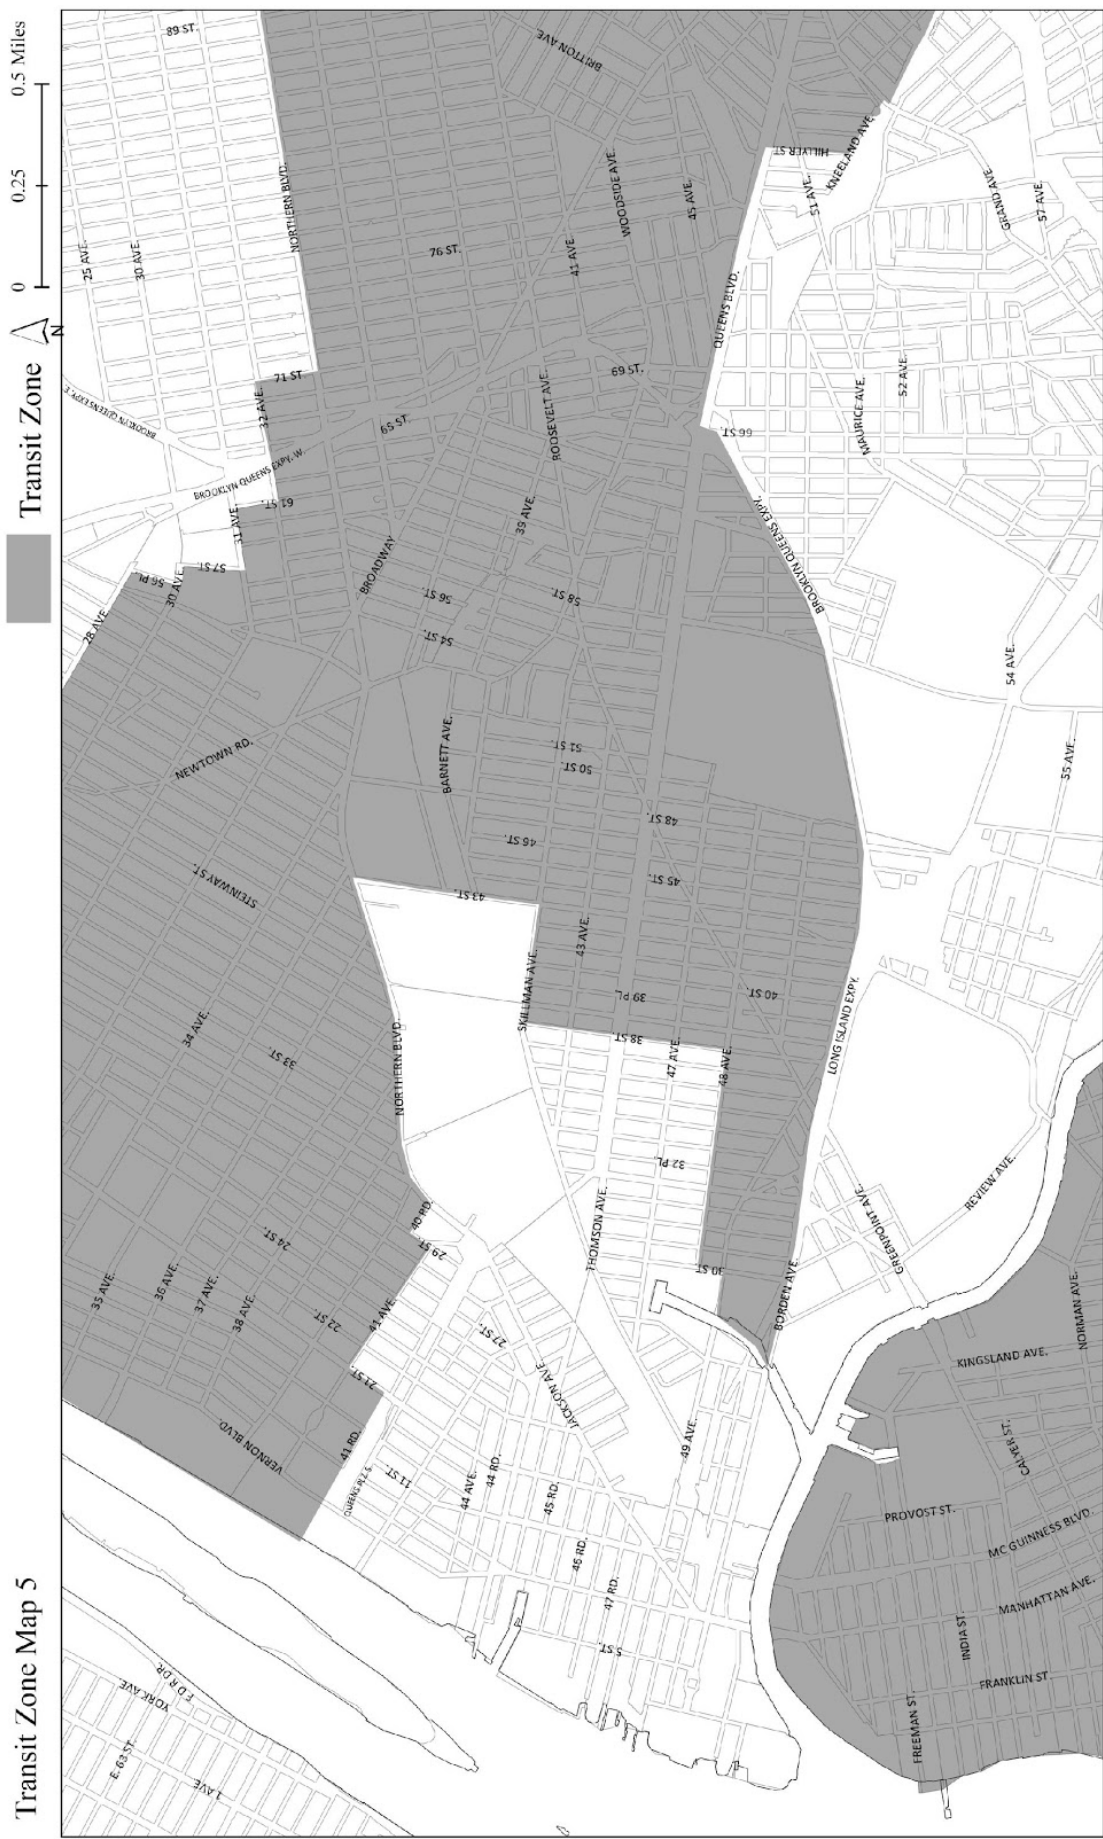 Transit Zone Map 5
Transit Zone
N
0
0.25
0.5 Miles
89 ST.
BRITTON AVE
NORTHERN BLVD.
25 AVE.
30 AVE.
76 ST.
41 AVE.
WOODSIDE AVE.
45 AVE.
HILLYER ST
51 AVE.
KNEELAND AVE.
GRAND AVE.
57 AVE.
QUEENS BLVD.
BROOKLYN QUEENS EXPY E
71 ST.
32 AVE.
65 ST.
69 ST.
ROOSEVELT AVE.
66 ST.
MAURICE AVE.
52 AVE.
BROOKLYN QUEENS EXPY. W.
61 ST.
31 AVE.
39 AVE.
BROOKLYN QUEENS EXPY.
57 ST.
56 PL
30 AVE.
28 AVE.
BROADWAY
56 ST.
58 ST.
54 ST.
54 AVE.
NEWTOWN RD.
BARNETT AVE.
51 ST.
50 ST.
55 AVE.
48 ST.
46 ST.
45 ST.
STEINWAY ST.
43 ST.
43 AVE.
SKILLMAN AVE.
39 PL
40 ST.
LONG ISLAND EXPY.
34 AVE.
33 ST.
NORTHERN BLVD.
38 ST.
47 AVE.
48 AVE.
32 PL
REVIEW AVE.
GREENPOINT AVE.
40 RD.
29 ST.
THOMSON AVE.
24 ST.
30 ST
BORDEN AVE.
35 AVE.
36 AVE.
37 AVE.
38 AVE.
22 ST.
41 AVE.
27 ST.
NORMAN AVE.
KINGSLAND AVE.
21 ST.
JACKSON AVE
VERNON BLVD.
41 RD.
QUEENS PLZ S
11 ST.
44 AVE.
44 RD.
45 RD.
49 AVE.
CALYER ST.
PROVOST ST.
MC GUINNESS BLVD.
46 RD.
47 RD.
MANHATTAN AVE.
5 ST.
INDIA ST.
FRANKLIN ST.
FREEMAN ST.
YORK AVE
F D R DR.
E. 63 ST.
1 AVE